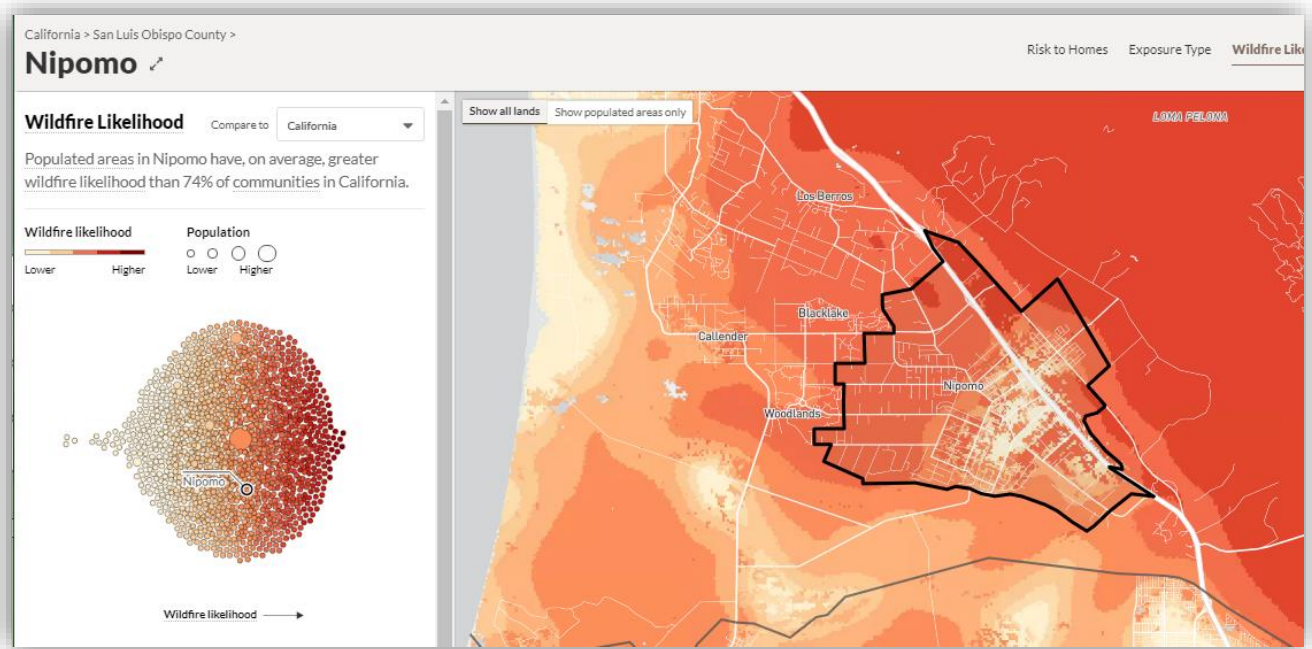 California > San Luis Obispo County >
Nipomo
Risk to Homes Exposure Type Wildfire Like
Wildfire Likelihood Compare to California
Populated areas in Nipomo have, on average, greater
wildfire likelihood than 74% of communities in California.
Wildfire likelihood Population
Lower Higher Lower Higher
Nipomo
Wildfire likelihood
Show all lands Show populated areas only
LOMA PELONA
Los Berros
Blacklake
Callender
Nipomo
Woodlands